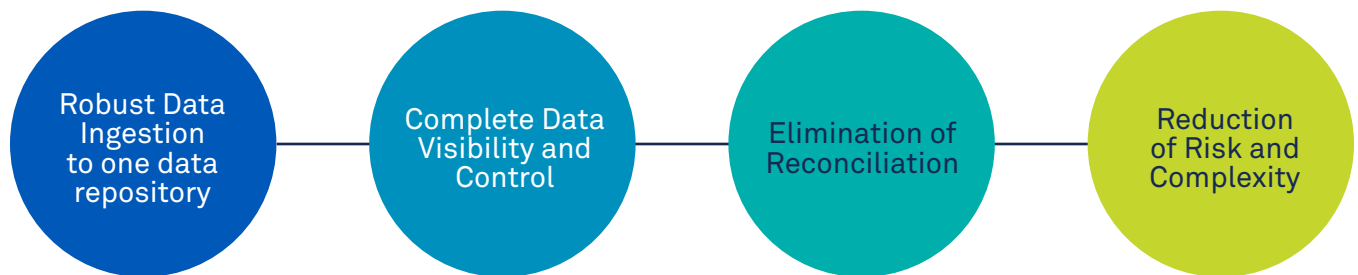 Robust Data
Ingestion
to one data
repository
Complete Data
Visibility and
Control
Elimination of
Reconciliation
Reduction
of Risk and
Complexity